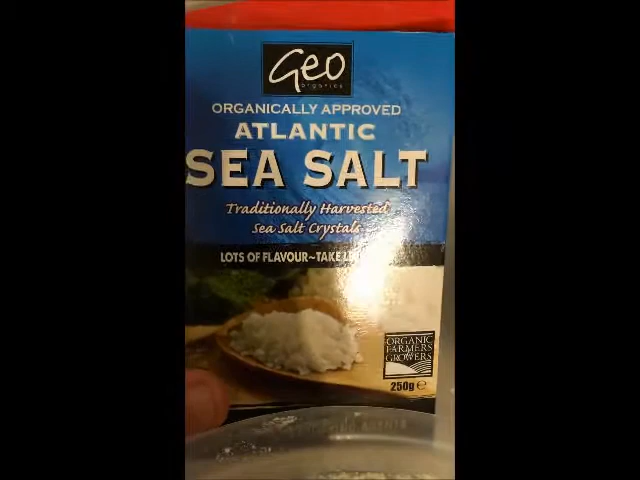 Geo
organics
ORGANICALLY APPROVED
ATLANTIC
SEA SALT
Traditionally Harvested
Sea Salt Crystals
LOTS OF FLAVOUR~TAKE
ORGANIC
FARMERS
GROWERS
250g e